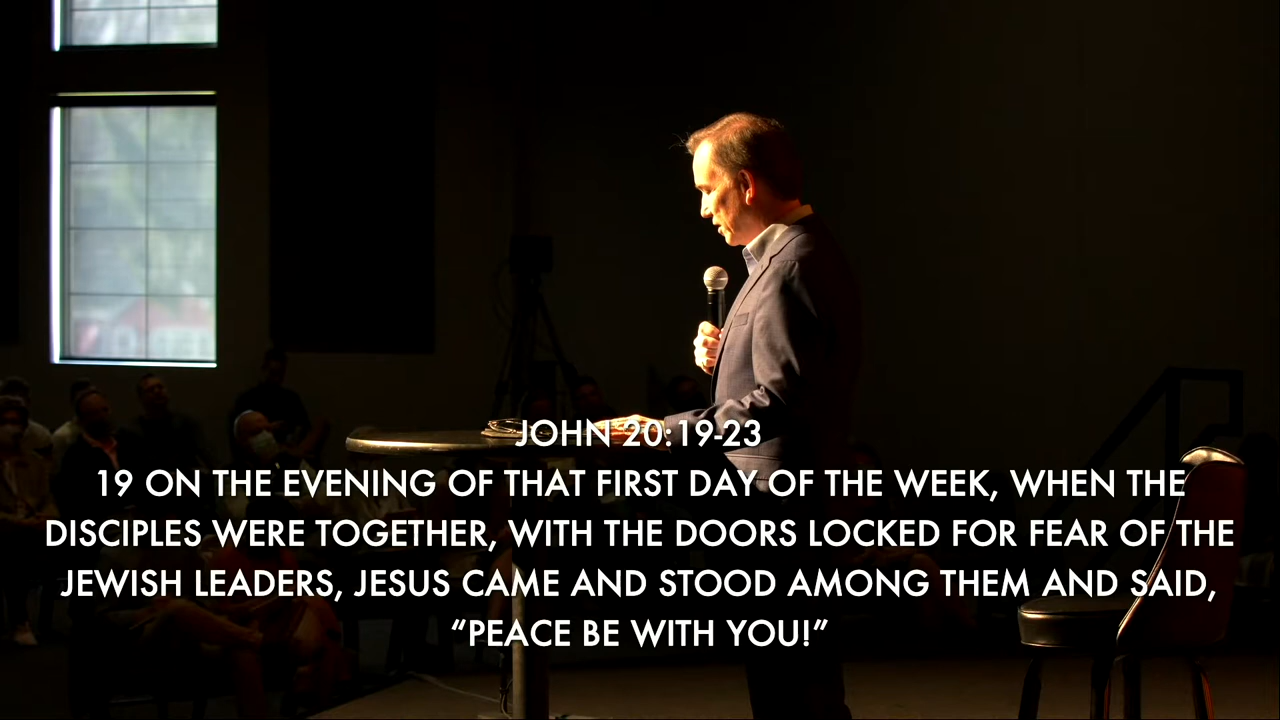 JOHN 20:19-23
19 ON THE EVENING OF THAT FIRST DAY OF THE WEEK, WHEN THE
DISCIPLES WERE TOGETHER, WITH THE DOORS LOCKED FOR FEAR OF THE
JEWISH LEADERS, JESUS CAME AND STOOD AMONG THEM AND SAID,
“PEACE BE WITH YOU!”